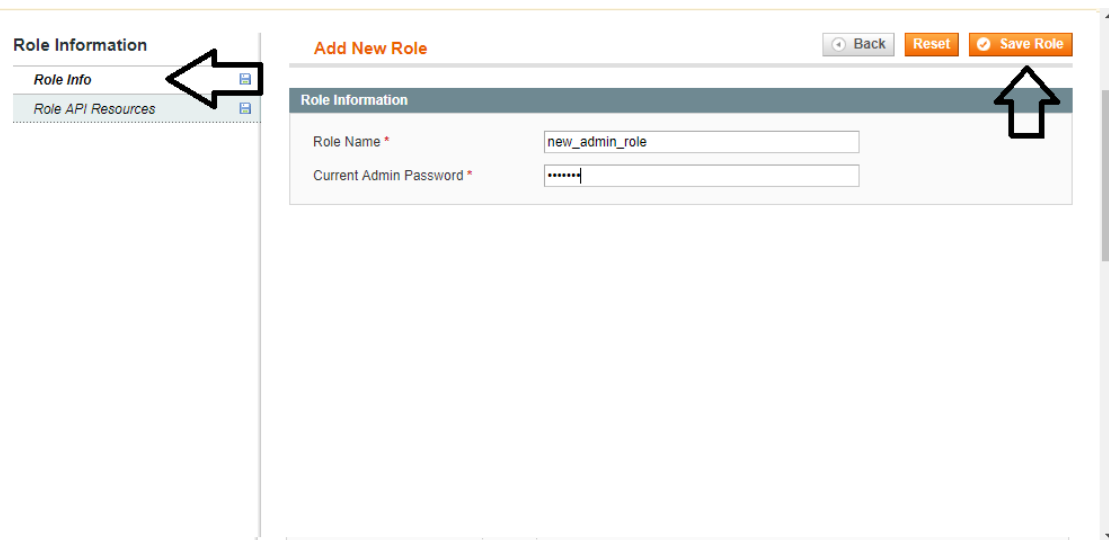 Role Information
Role Info
Role API Resources
Add New Role
Back Reset Save Role
Role Information
Role Name * new_admin_role
Current Admin Password * •••••••